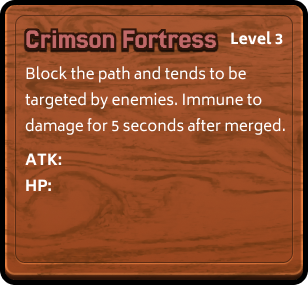 Crimson Fortress Level 3
Block the path and tends to be
targeted by enemies. Immune to
damage for 5 seconds after merged.
ATK:
HP: